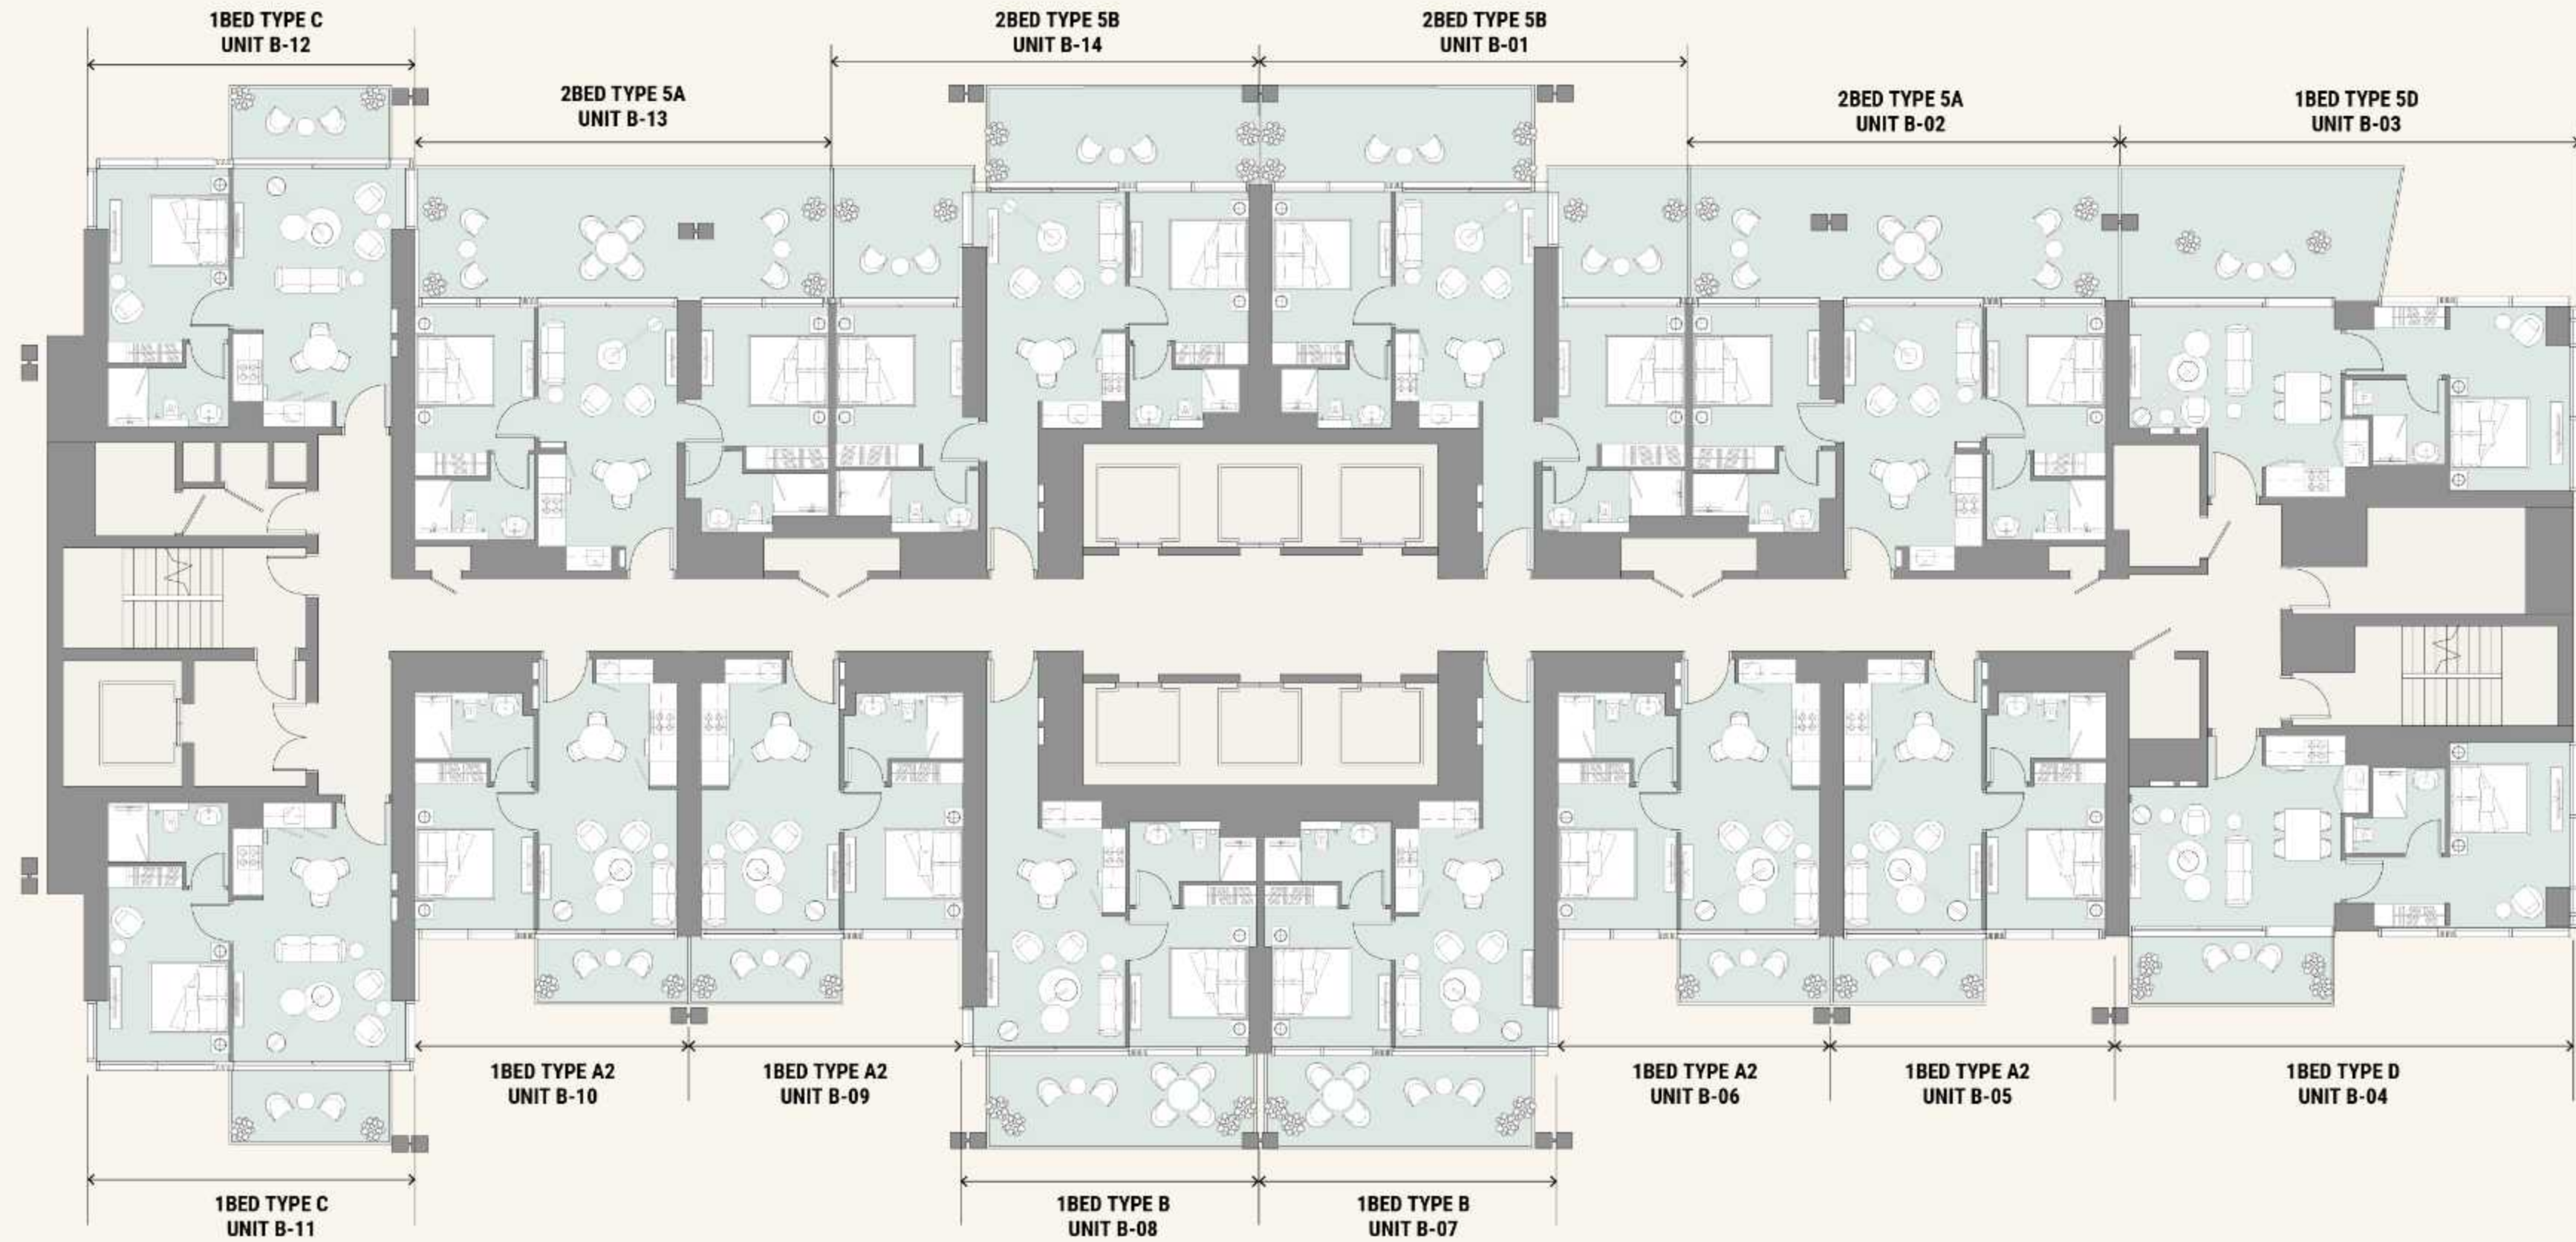 1BED TYPE C
UNIT B-12
2BED TYPE 5A
UNIT B-13
2BED TYPE 5B
UNIT B-14
2BED TYPE 5B
UNIT B-01
2BED TYPE 5A
UNIT B-02
1BED TYPE 5D
UNIT B-03
1BED TYPE C
UNIT B-11
1BED TYPE A2
UNIT B-10
1BED TYPE A2
UNIT B-09
1BED TYPE B
UNIT B-08
1BED TYPE B
UNIT B-07
1BED TYPE A2
UNIT B-06
1BED TYPE A2
UNIT B-05
1BED TYPE D
UNIT B-04